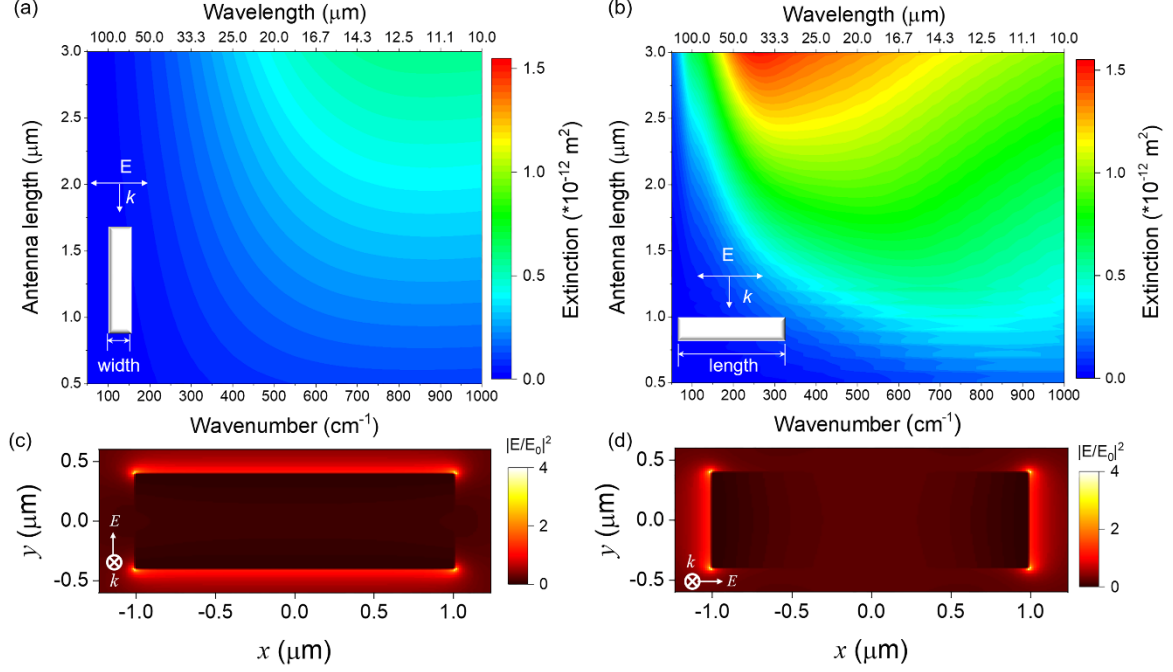 (a)
Wavelength (μm)
100.0 50.0 33.3 25.0 20.0 16.7 14.3 12.5 11.1 10.0
3.0
2.5
2.0
1.5
1.0
0.5
Antenna length (μm)
E
k
width
100 200 300 400 500 600 700 800 900 1000
Wavenumber (cm-1)
1.5
1.0
0.5
0.0
Extinction (*10-12 m2)
(b)
Wavelength (μm)
100.0 50.0 33.3 25.0 20.0 16.7 14.3 12.5 11.1 10.0
3.0
2.5
2.0
1.5
1.0
0.5
Antenna length (μm)
E
k
length
100 200 300 400 500 600 700 800 900 1000
Wavenumber (cm-1)
1.5
1.0
0.5
0.0
Extinction (*10-12 m2)
(c)
|E/E0|2
4
2
0
0.5
0.0
-0.5
y (μm)
E
k
-1.0 -0.5 0.0 0.5 1.0
x (μm)
(d)
|E/E0|2
4
2
0
0.5
0.0
-0.5
y (μm)
k
E
-1.0 -0.5 0.0 0.5 1.0
x (μm)